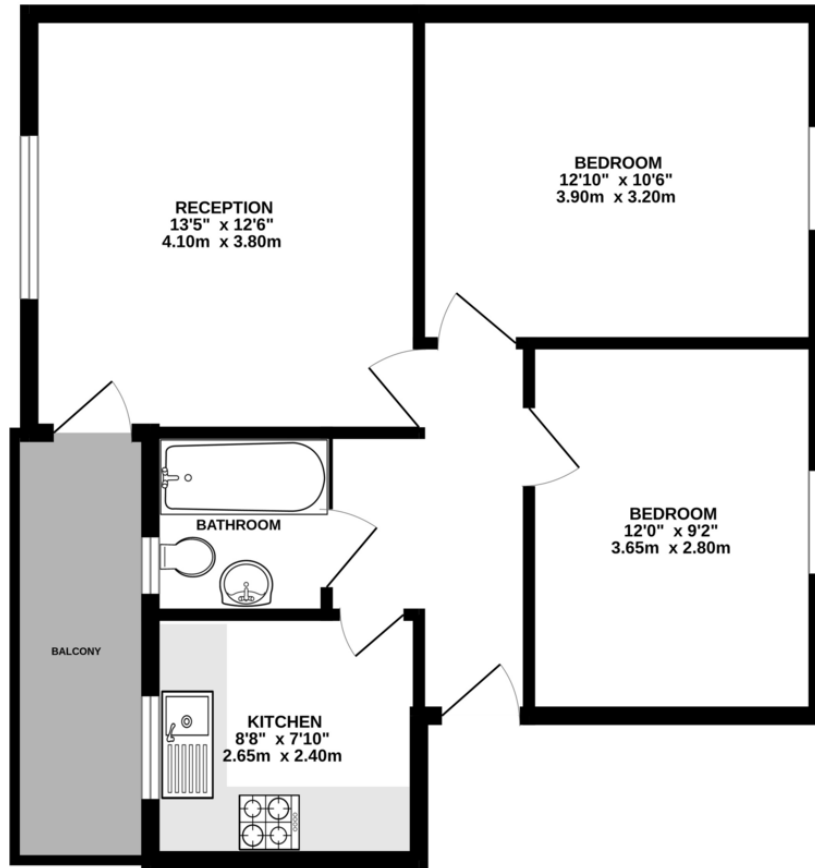 RECEPTION
13'5" x 12'6"
4.10m x 3.80m
BEDROOM
12'10" x 10'6"
3.90m x 3.20m
BATHROOM
BEDROOM
12'0" x 9'2"
3.65m x 2.80m
BALCONY
KITCHEN
8'8" x 7'10"
2.65m x 2.40m